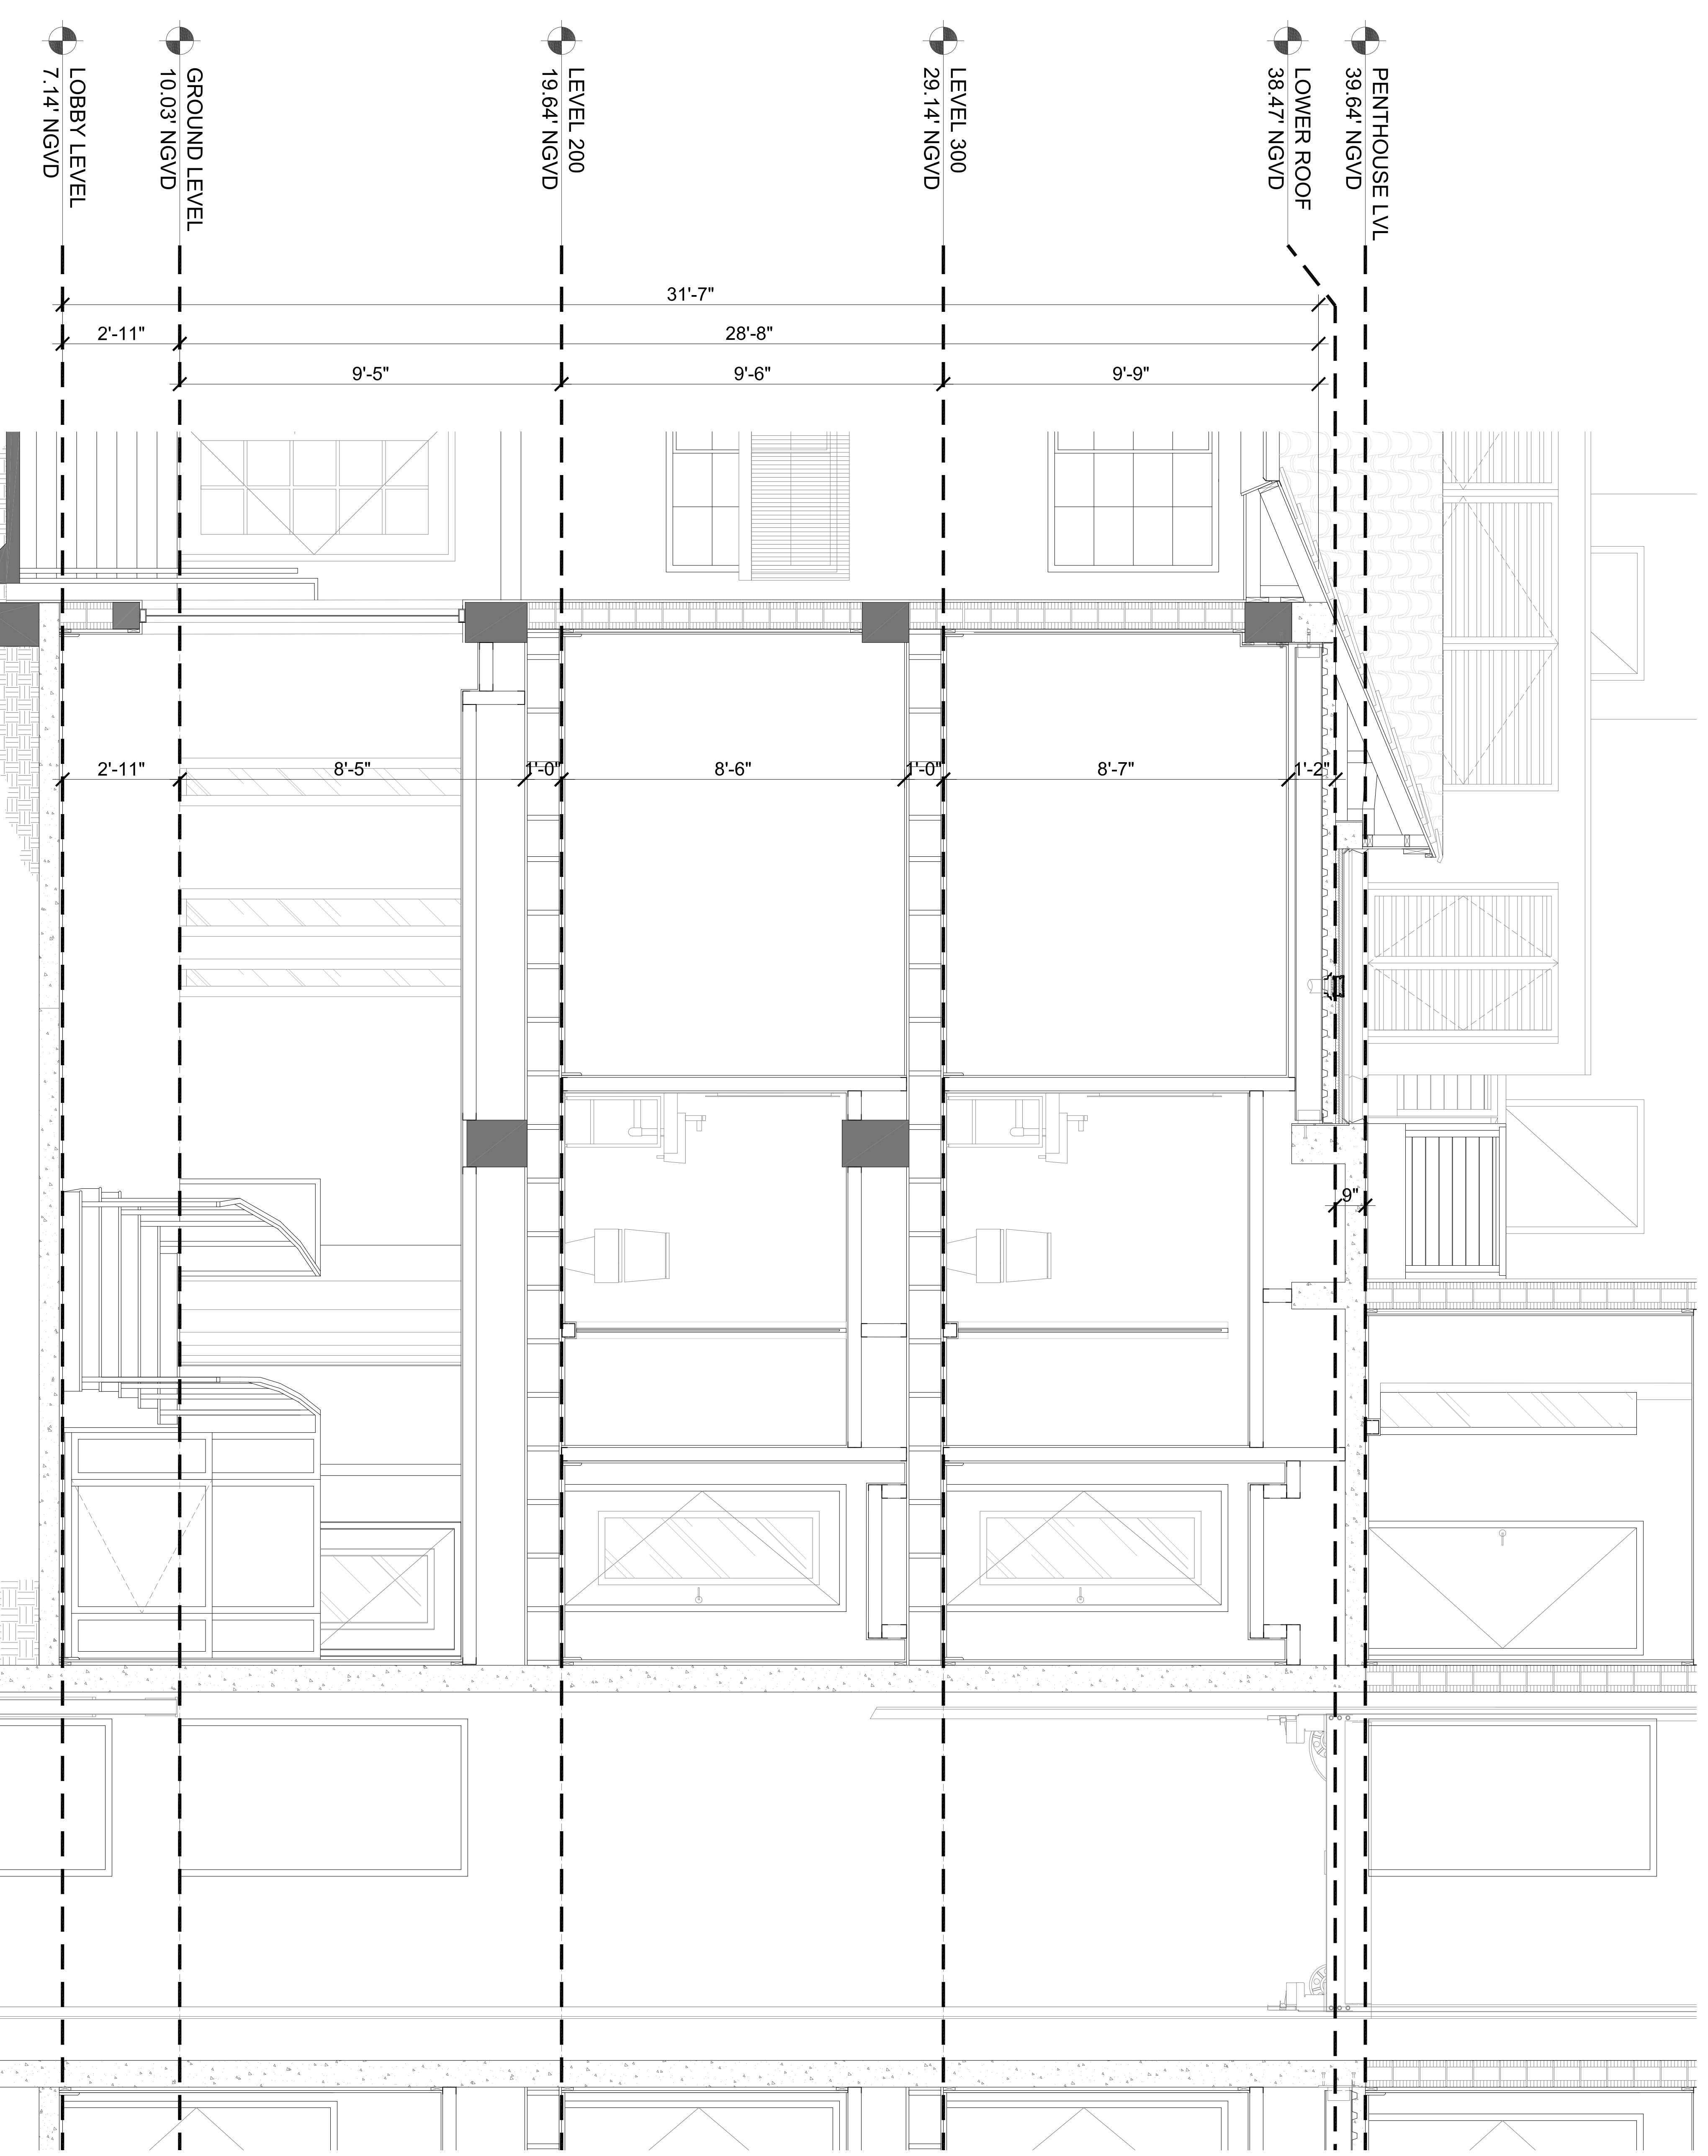 LOBBY LEVEL
7.14' NGVD
GROUND LEVEL
10.03' NGVD
LEVEL 200
19.64' NGVD
LEVEL 300
29.14' NGVD
LOWER ROOF
38.47' NGVD
PENTHOUSE LVL
39.64' NGVD
31'-7"
2'-11"
28'-8"
9'-5"
9'-6"
9'-9"
2'-11"
8'-5"
1'-0"
8'-6"
1'-0"
8'-7"
1'-2"
9"